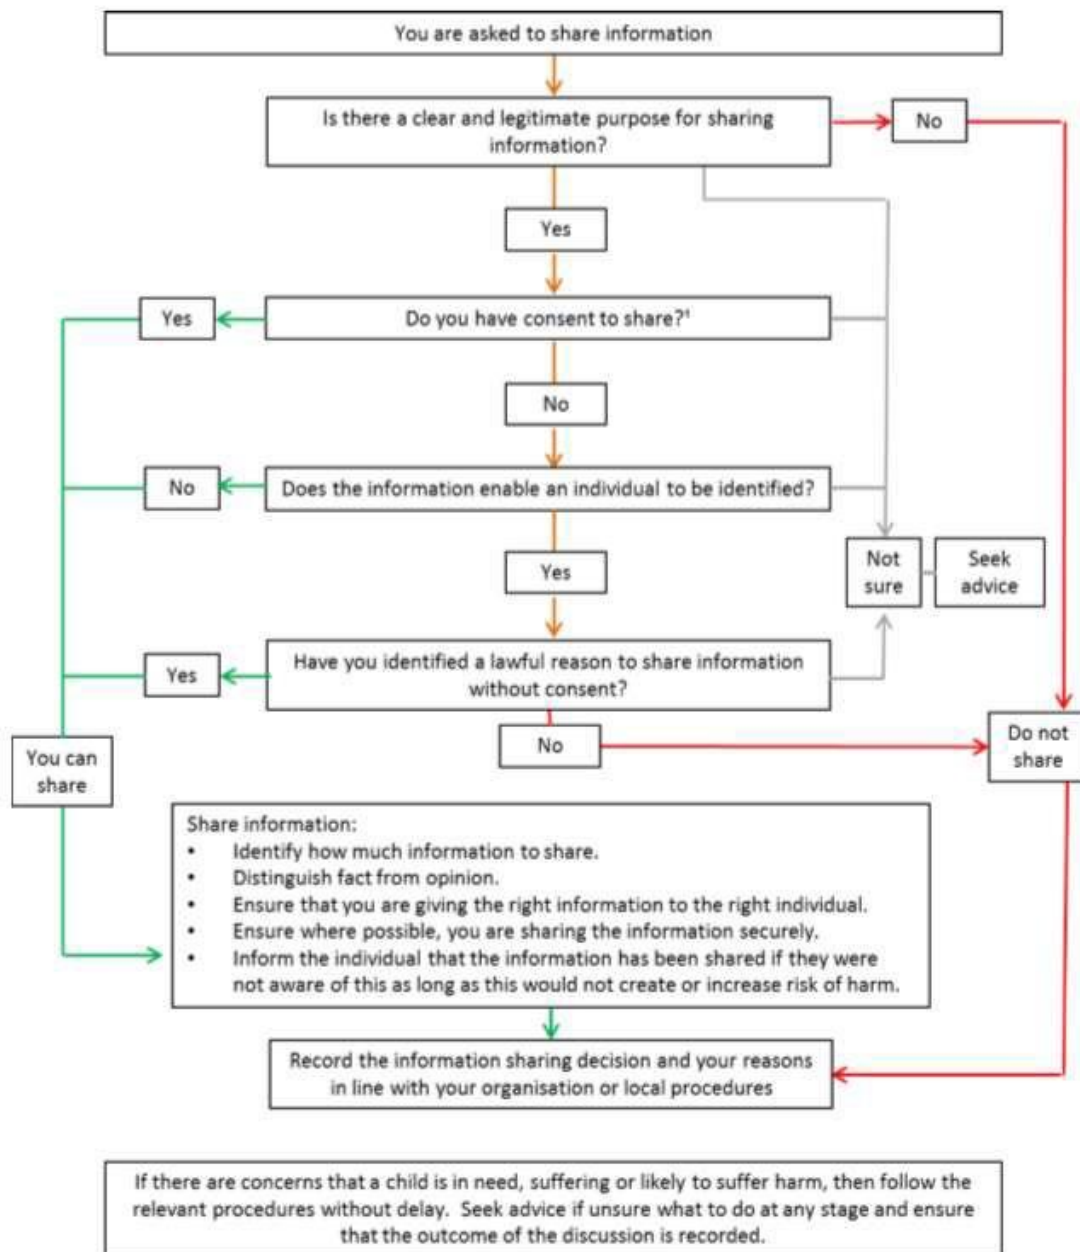 You are asked to share information
Is there a clear and legitimate purpose for sharing
information?
No
Yes
Yes
Do you have consent to share?¹
No
No
Does the information enable an individual to be identified?
Yes
Not
sure
Seek
advice
Yes
Have you identified a lawful reason to share information
without consent?
No
Do not
share
You can
share
Share information:
• Identify how much information to share.
• Distinguish fact from opinion.
• Ensure that you are giving the right information to the right individual.
• Ensure where possible, you are sharing the information securely.
• Inform the individual that the information has been shared if they were
not aware of this as long as this would not create or increase risk of harm.
Record the information sharing decision and your reasons
in line with your organisation or local procedures
If there are concerns that a child is in need, suffering or likely to suffer harm, then follow the
relevant procedures without delay. Seek advice if unsure what to do at any stage and ensure
that the outcome of the discussion is recorded.